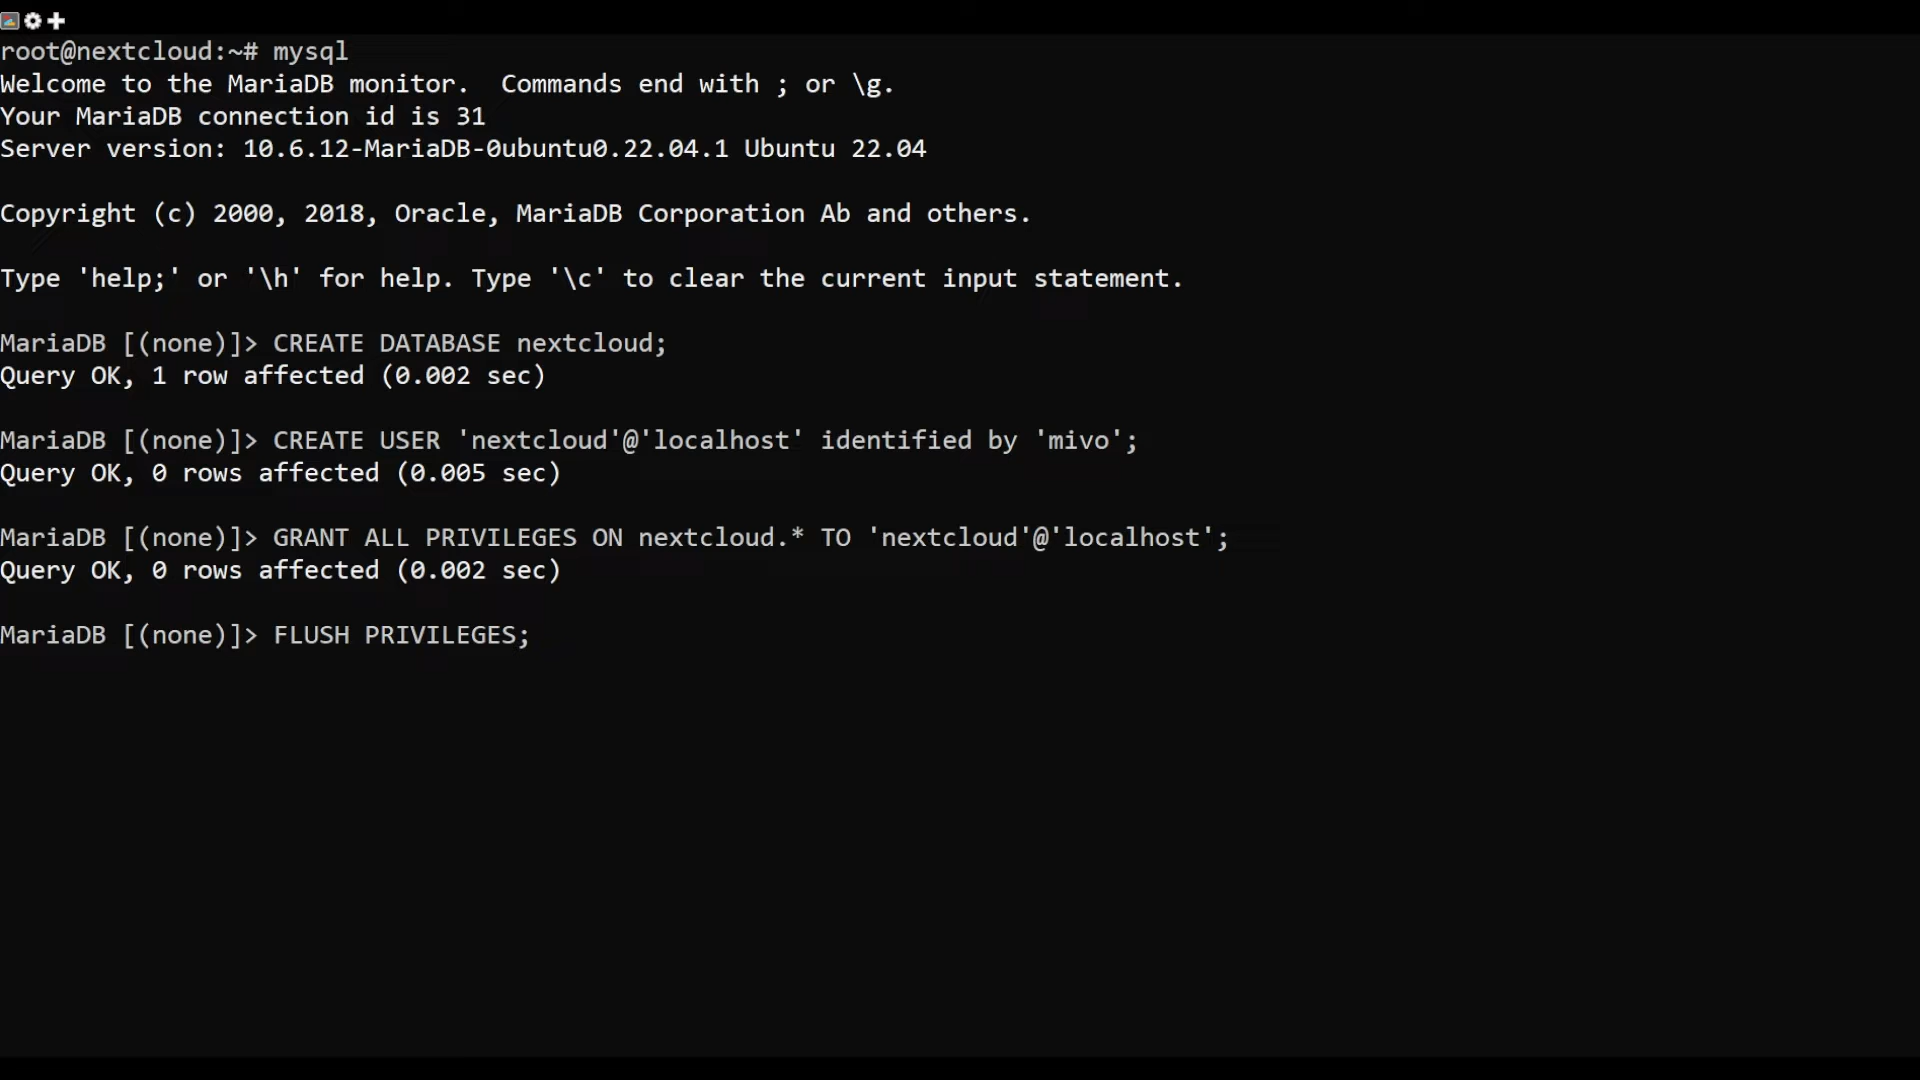 root@nextcloud:~# mysql
Welcome to the MariaDB monitor.  Commands end with ; or \g.
Your MariaDB connection id is 31
Server version: 10.6.12-MariaDB-0ubuntu0.22.04.1 Ubuntu 22.04
Copyright (c) 2000, 2018, Oracle, MariaDB Corporation Ab and others.
Type 'help;' or '\h' for help. Type '\c' to clear the current input statement.
MariaDB [(none)]> CREATE DATABASE nextcloud;
Query OK, 1 row affected (0.002 sec)
MariaDB [(none)]> CREATE USER 'nextcloud'@'localhost' identified by 'mivo';
Query OK, 0 rows affected (0.005 sec)
MariaDB [(none)]> GRANT ALL PRIVILEGES ON nextcloud.* TO 'nextcloud'@'localhost';
Query OK, 0 rows affected (0.002 sec)
MariaDB [(none)]> FLUSH PRIVILEGES;